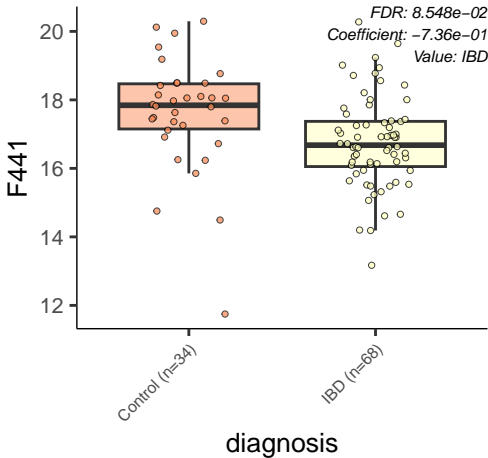 FDR: 8.548e−02
Coefficient: −7.36e−01
Value: IBD
20
18
16
14
12
F441
Control (n=34)
IBD (n=68)
diagnosis